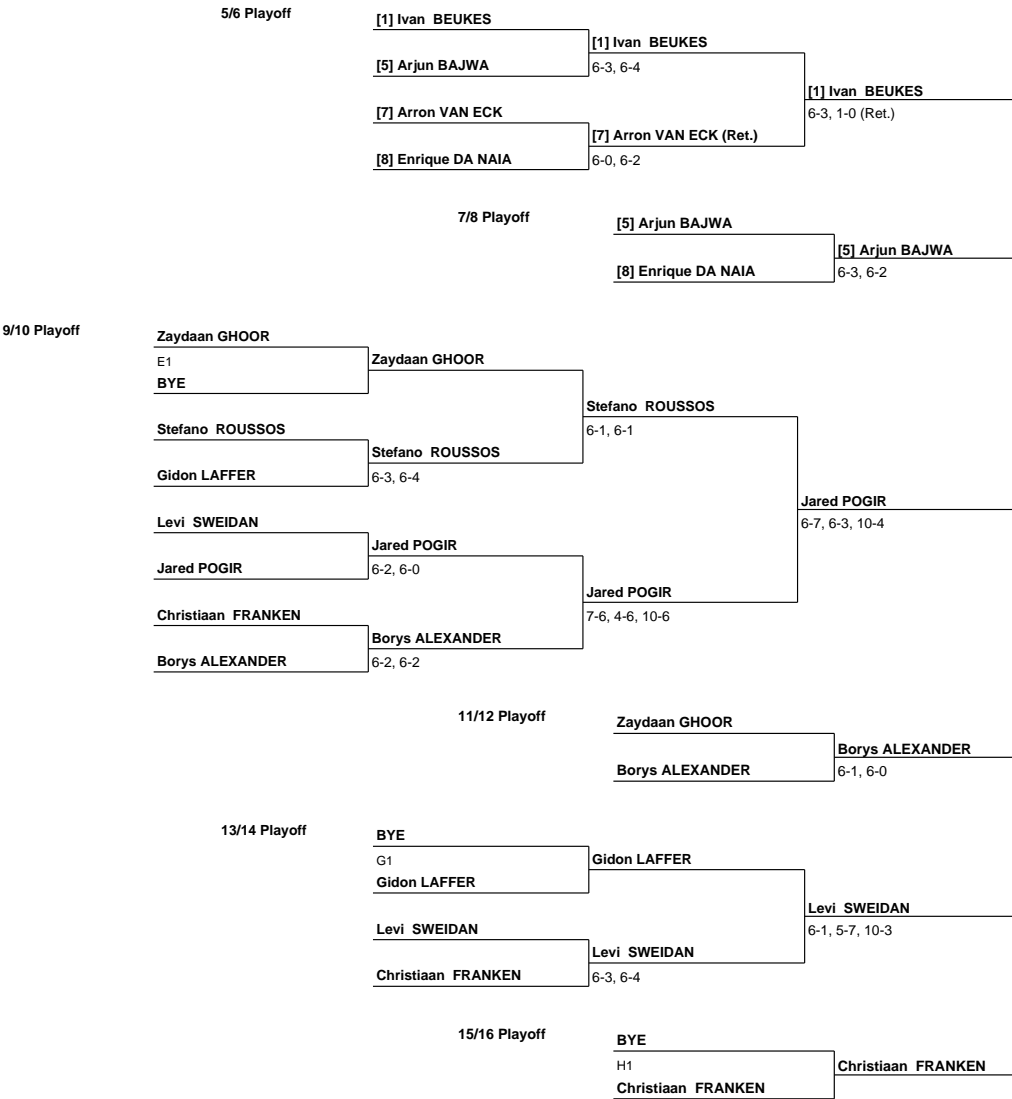 5/6 Playoff
[1] Ivan BEUKES
[1] Ivan BEUKES
[5] Arjun BAJWA
6-3, 6-4
[1] Ivan BEUKES
[7] Arron VAN ECK
6-3, 1-0 (Ret.)
[7] Arron VAN ECK (Ret.)
[8] Enrique DA NAIA
6-0, 6-2
7/8 Playoff
[5] Arjun BAJWA
[5] Arjun BAJWA
[8] Enrique DA NAIA
6-3, 6-2
9/10 Playoff
Zaydaan GHOOR
E1
Zaydaan GHOOR
BYE
Stefano ROUSSOS
Stefano ROUSSOS
6-1, 6-1
Stefano ROUSSOS
Gidon LAFFER
6-3, 6-4
Jared POGIR
Levi SWEIDAN
6-7, 6-3, 10-4
Jared POGIR
Jared POGIR
6-2, 6-0
Jared POGIR
Christiaan FRANKEN
7-6, 4-6, 10-6
Borys ALEXANDER
Borys ALEXANDER
6-2, 6-2
11/12 Playoff
Zaydaan GHOOR
Borys ALEXANDER
Borys ALEXANDER
6-1, 6-0
13/14 Playoff
BYE
G1
Gidon LAFFER
Gidon LAFFER
Levi SWEIDAN
Levi SWEIDAN
6-1, 5-7, 10-3
Levi SWEIDAN
Christiaan FRANKEN
6-3, 6-4
15/16 Playoff
BYE
H1
Christiaan FRANKEN
Christiaan FRANKEN